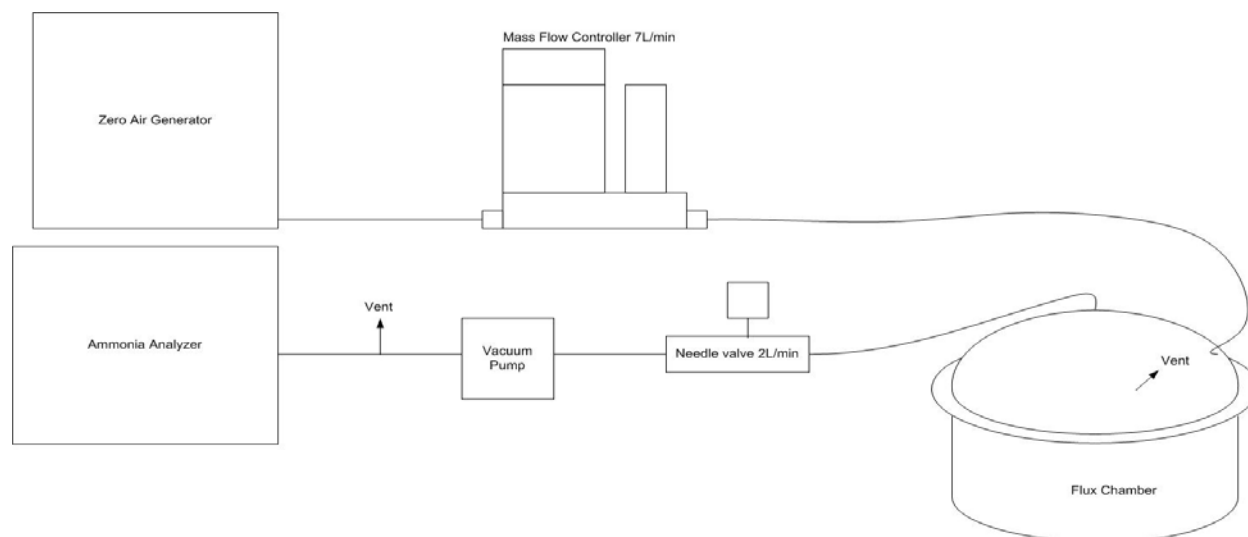 Mass Flow Controller 7L/min
Zero Air Generator
Vent
Ammonia Analyzer
Vacuum
Pump
Needle valve 2L/min
Vent
Flux Chamber